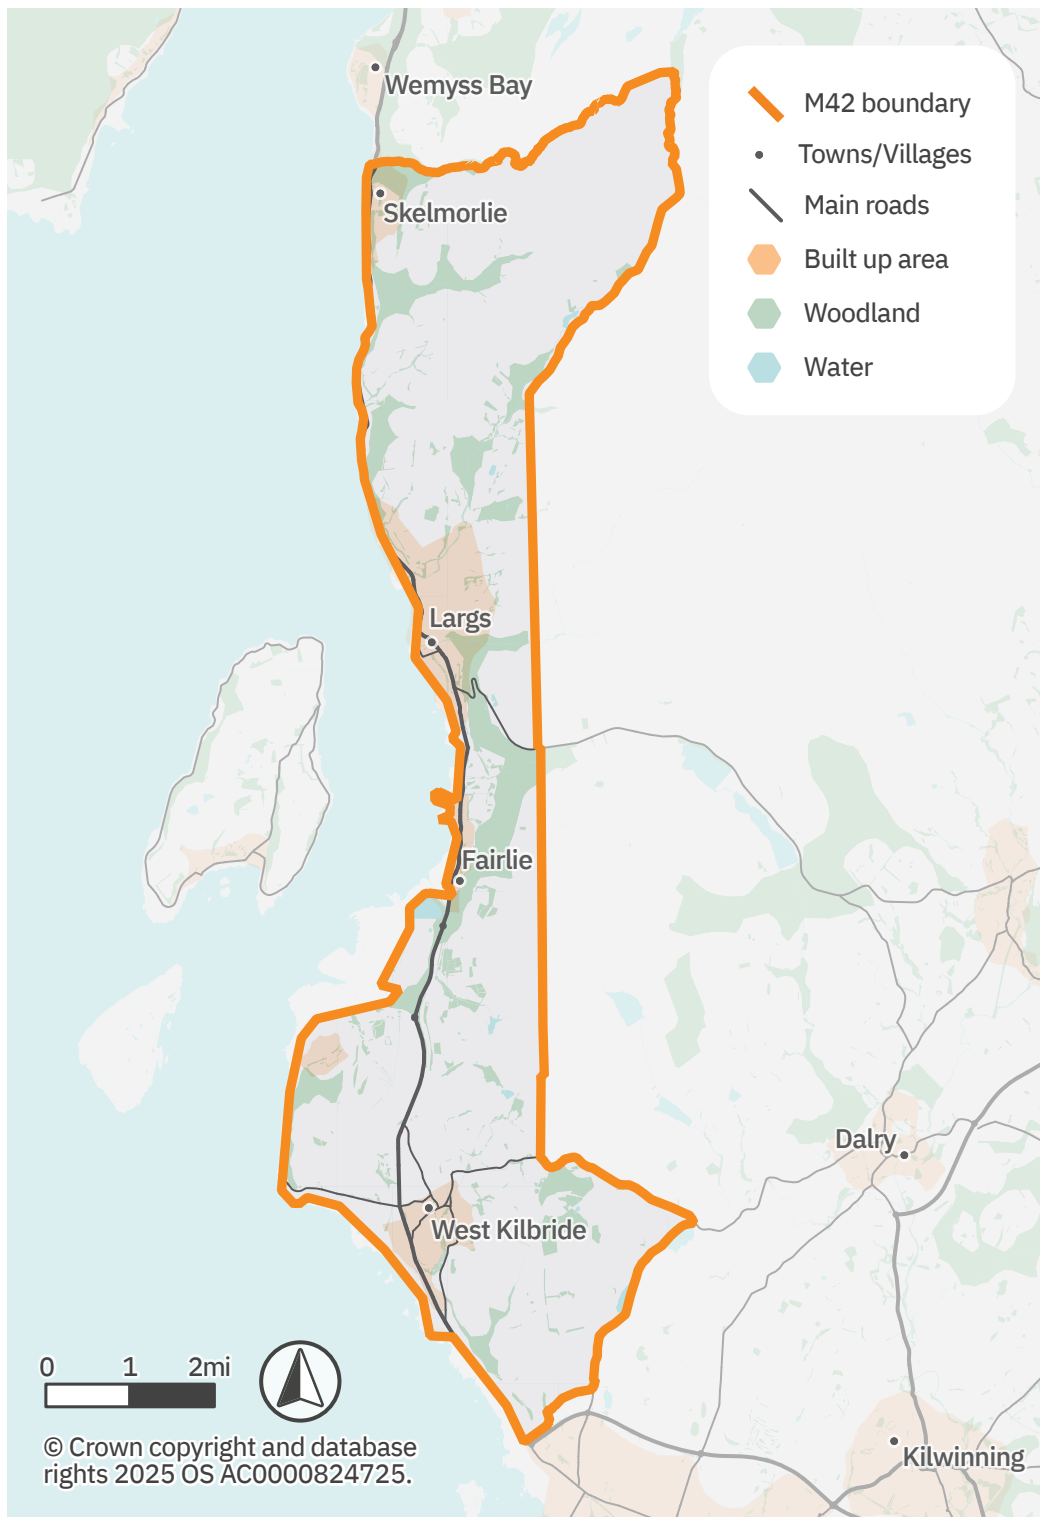 Wemyss Bay
Skelmorlie
M42 boundary
Towns/Villages
Main roads
Built up area
Woodland
Water
Largs
Fairlie
Dalry
West Kilbride
Kilwinning
0 1 2mi
© Crown copyright and database
rights 2025 OS AC0000824725.